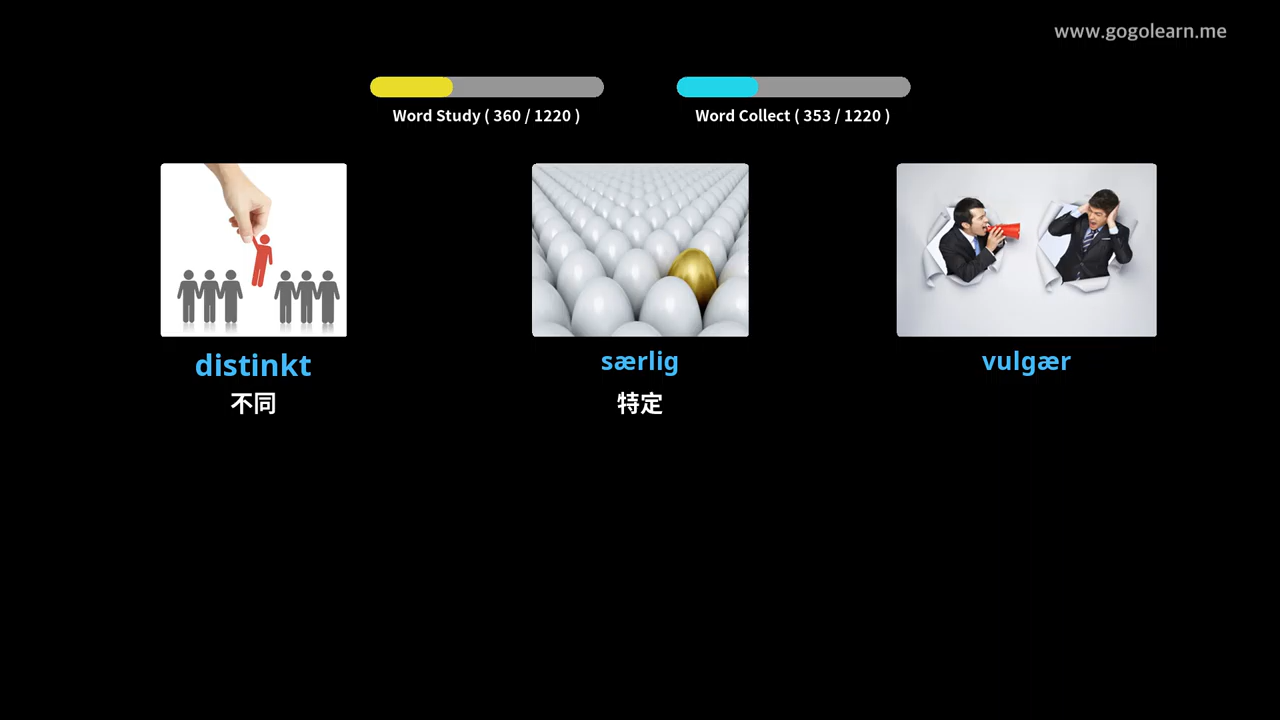 www.gogolearn.me
Word Study ( 360 / 1220 )
Word Collect ( 353 / 1220 )
distinkt
særlig
vulgær
不同
特定